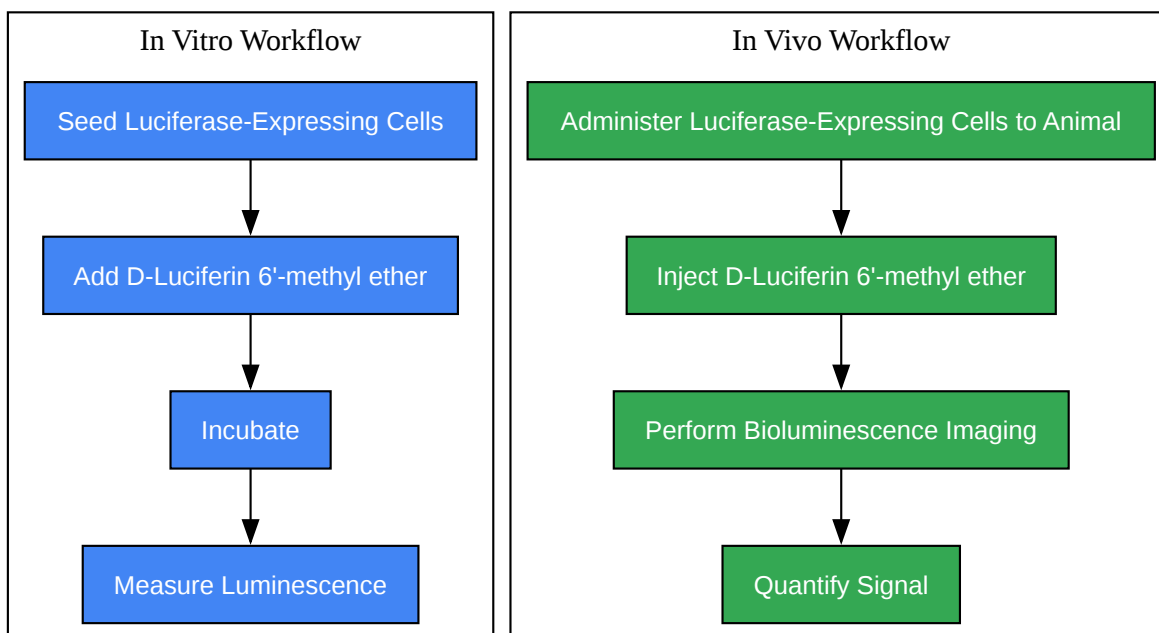 In Vitro Workflow
Seed Luciferase-Expressing Cells
Add D-Luciferin 6'-methyl ether
Incubate
Measure Luminescence
In Vivo Workflow
Administer Luciferase-Expressing Cells to Animal
Inject D-Luciferin 6'-methyl ether
Perform Bioluminescence Imaging
Quantify Signal